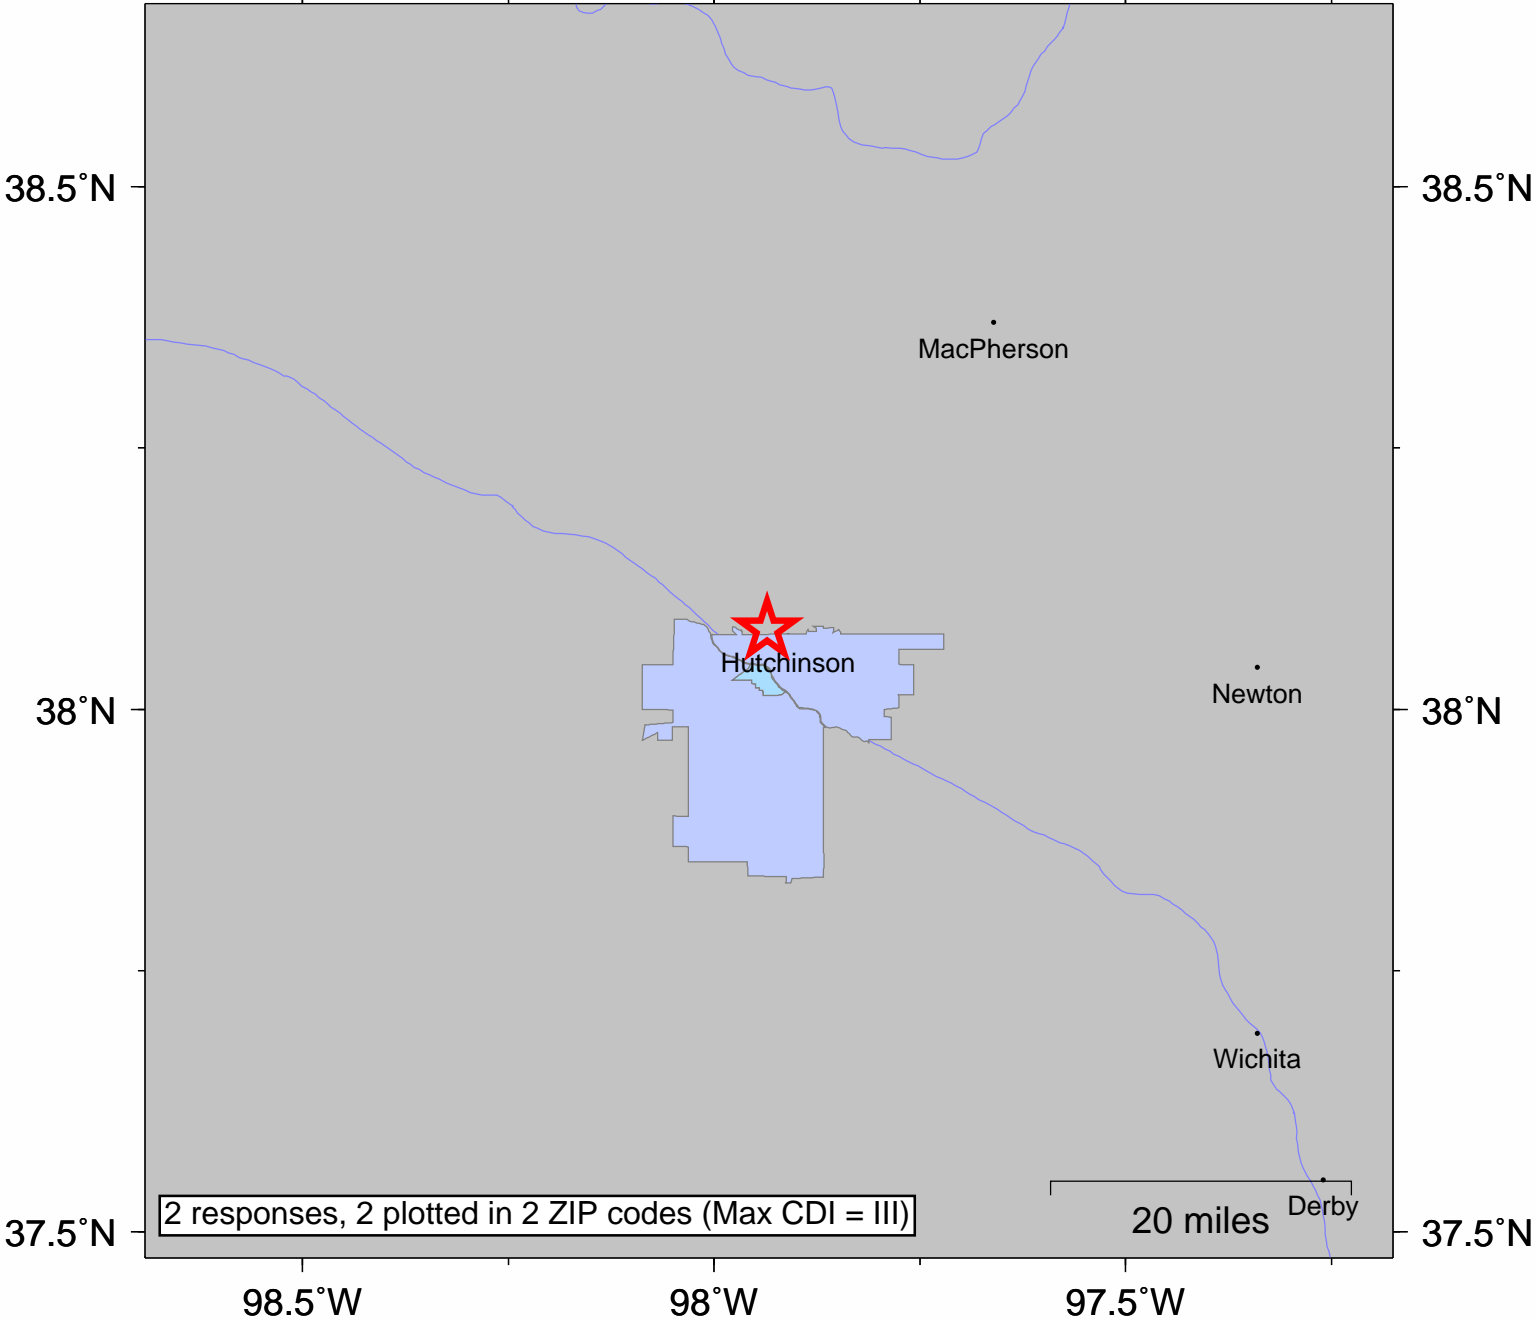 38.5˚N
38.5˚N
MacPherson
Hutchinson
Newton
38˚N
38˚N
Wichita
Derby
20 miles
2 responses, 2 plotted in 2 ZIP codes (Max CDI = III)
37.5˚N
37.5˚N
98.5˚W
98˚W
97.5˚W